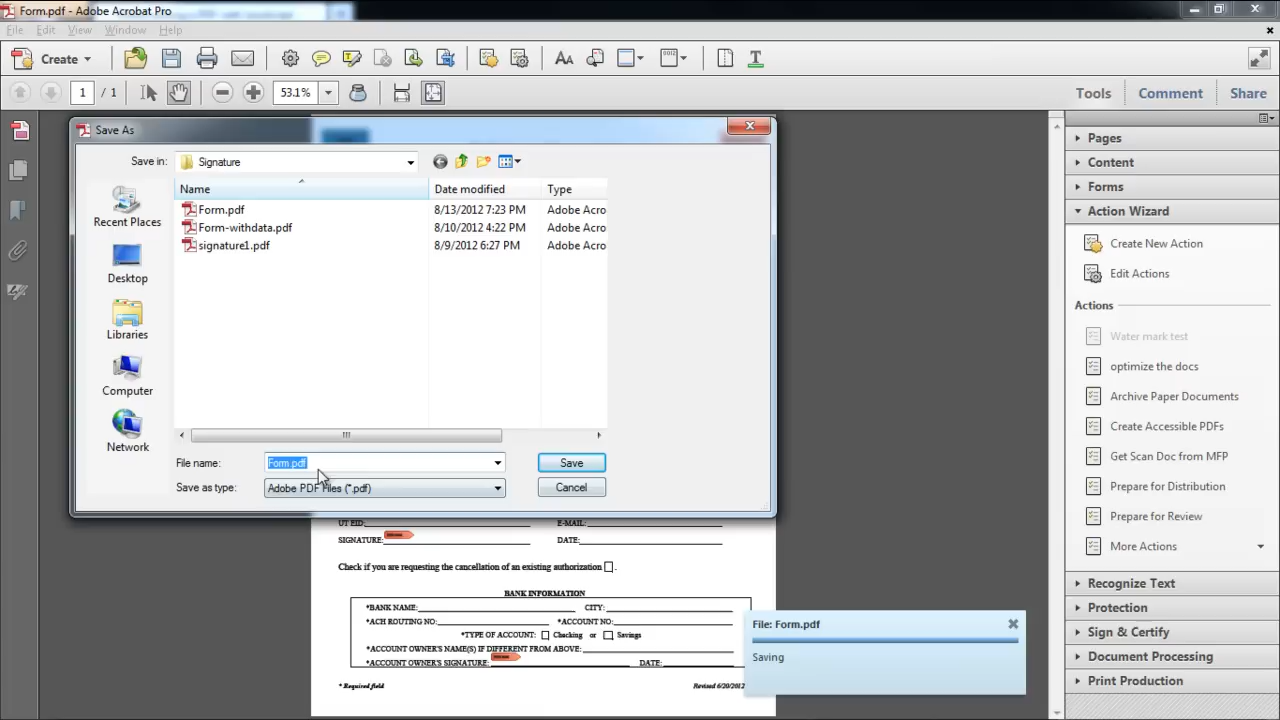 Form.pdf - Adobe Acrobat Pro
File Edit View Window Help
Create
1 / 1 53.1% Tools Comment Share
Save As
Save in: Signature
Name Date modified Type
Form.pdf 8/13/2012 7:23 PM Adobe Acro
Form-withdata.pdf 8/10/2012 4:22 PM Adobe Acro
signature1.pdf 8/9/2012 6:27 PM Adobe Acro
Recent Places
Desktop
Libraries
Computer
Network
File name: Form.pdf Save
Save as type: Adobe PDF Files (*.pdf) Cancel
UT EID: E-MAIL:
SIGNATURE: DATE:
Check if you are requesting the cancellation of an existing authorization .
BANK INFORMATION
*BANK NAME: CITY:
*ACH ROUTING NO: *ACCOUNT NO:
*TYPE OF ACCOUNT: Checking or Savings
*ACCOUNT OWNER'S NAME(S) IF DIFFERENT FROM ABOVE:
*ACCOUNT OWNER'S SIGNATURE: DATE:
* Required field Revised 6/20/2012
File: Form.pdf
Saving
Pages
Content
Forms
Action Wizard
Create New Action
Edit Actions
Actions
Water mark test
optimize the docs
Archive Paper Documents
Create Accessible PDFs
Get Scan Doc from MFP
Prepare for Distribution
Prepare for Review
More Actions
Recognize Text
Protection
Sign & Certify
Document Processing
Print Production